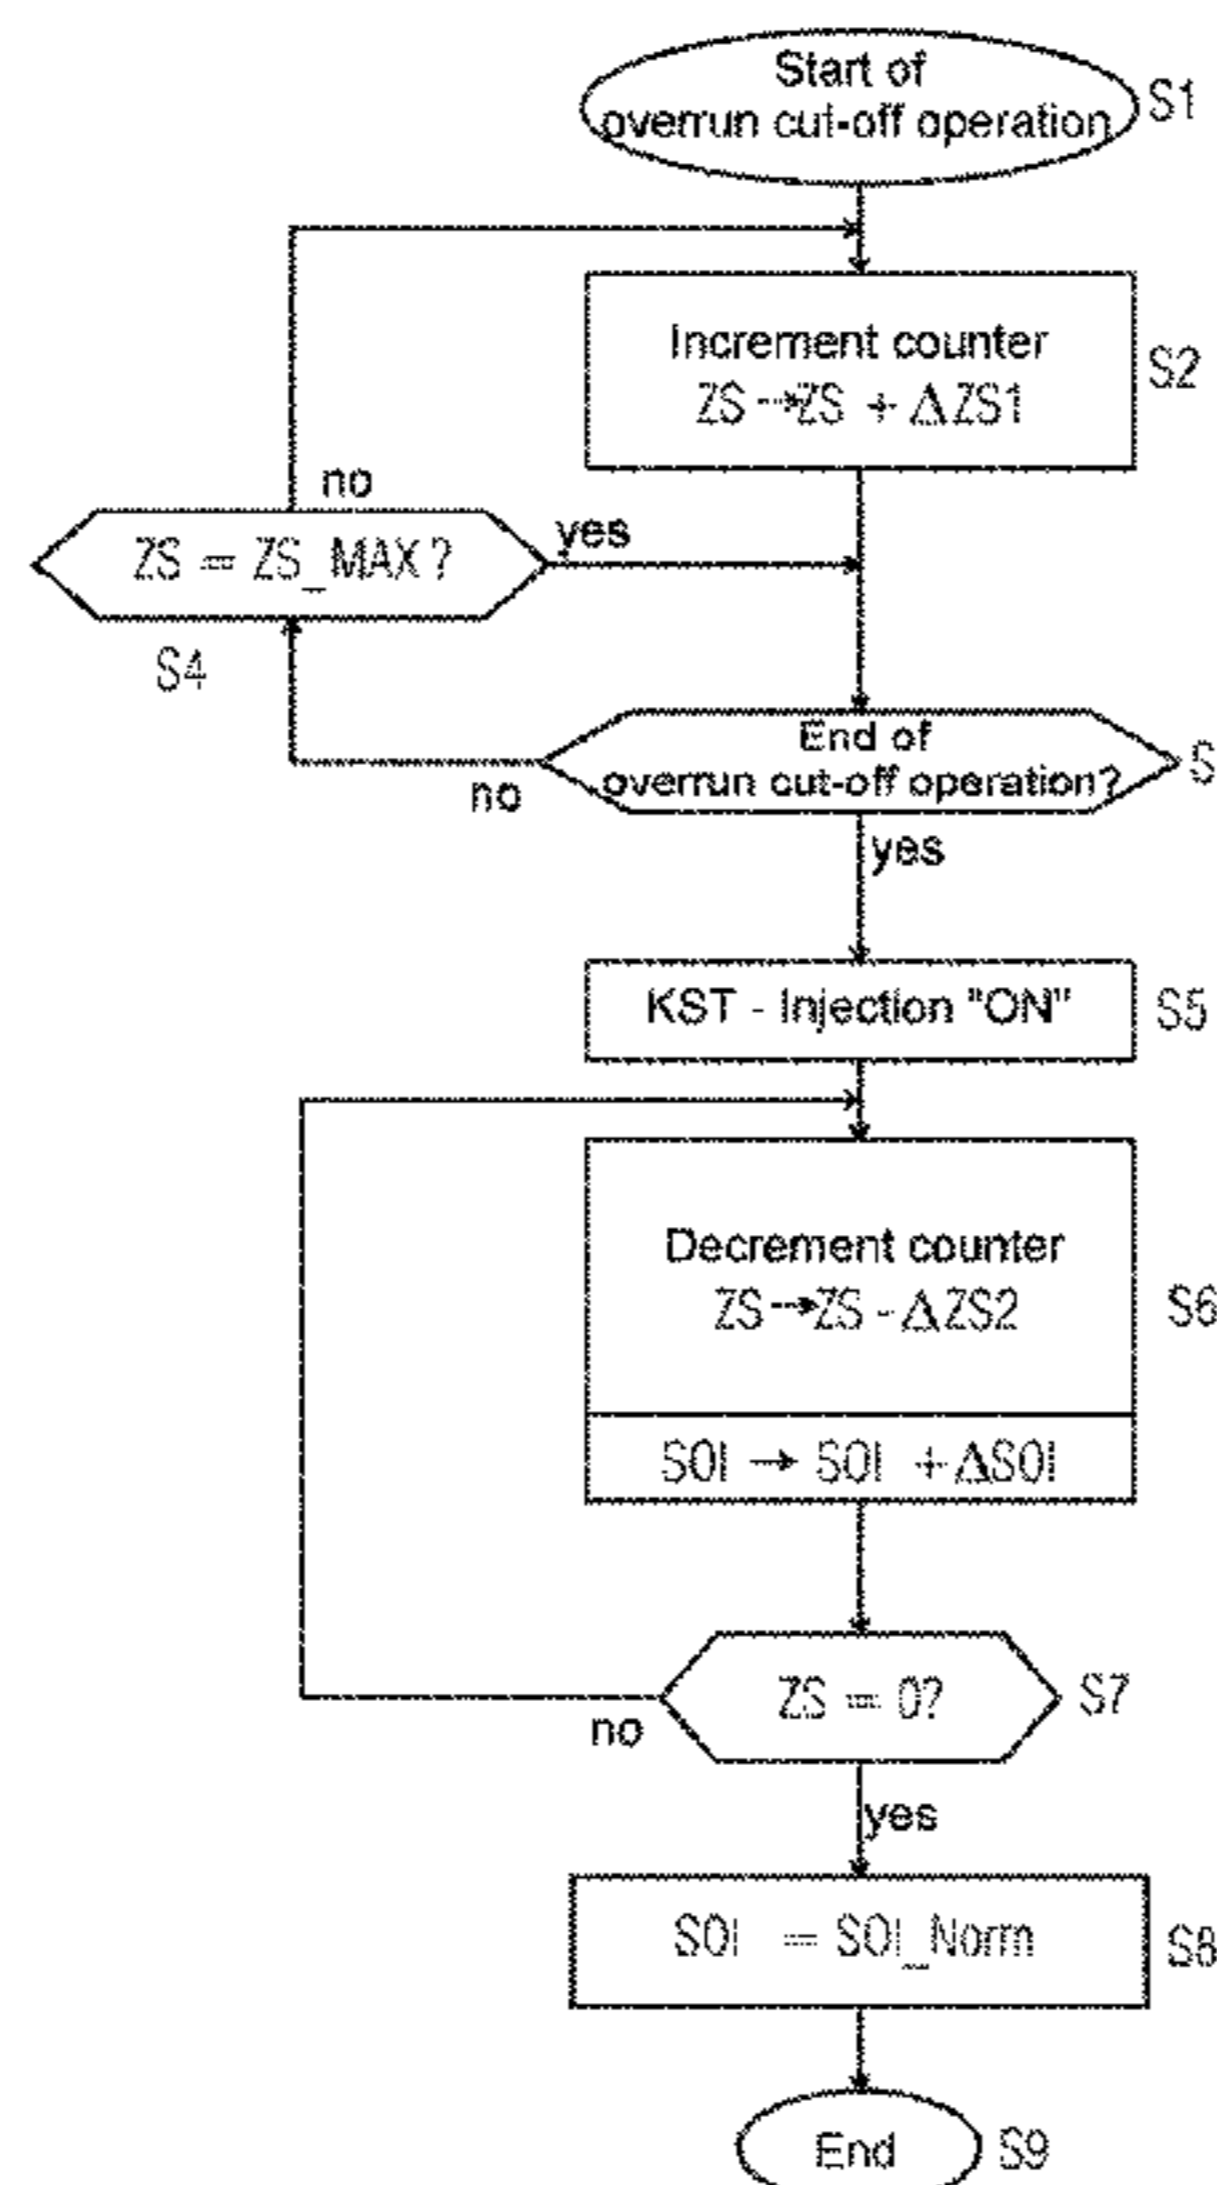 Start of
overrun cut-off operation
S1
Increment counter
ZS → ZS + ΔZS1
S2
no
ZS = ZS_MAX ?
yes
S4
End of
overrun cut-off operation?
S
no
yes
KST - Injection "ON"
S5
Decrement counter
ZS → ZS - ΔZS2
S6
SOI → SOI + ΔSOI
ZS = 0?
S7
no
yes
SOI = SOI_Norm
S8
End
S9